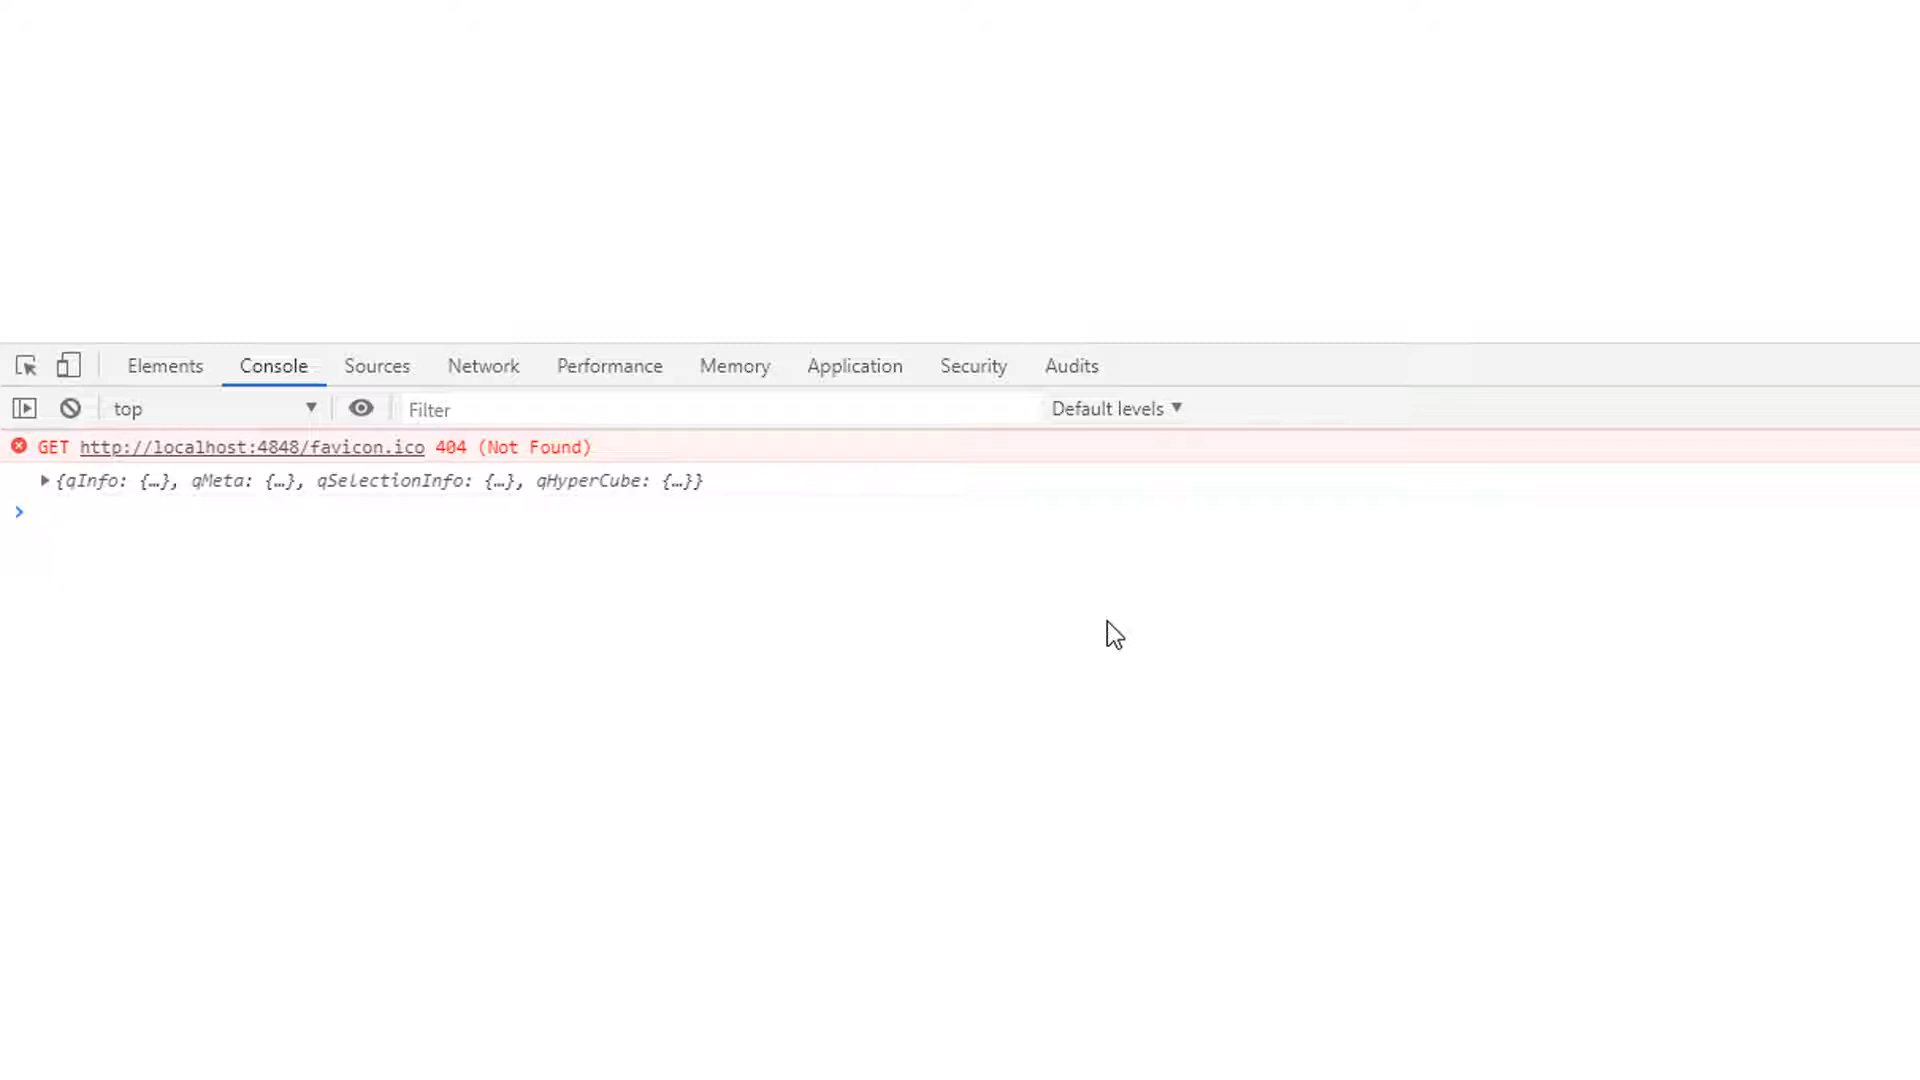 Elements Console Sources Network Performance Memory Application Security Audits
top Filter Default levels
GET http://localhost:4848/favicon.ico 404 (Not Found)
{qInfo: {…}, qMeta: {…}, qSelectionInfo: {…}, qHyperCube: {…}}